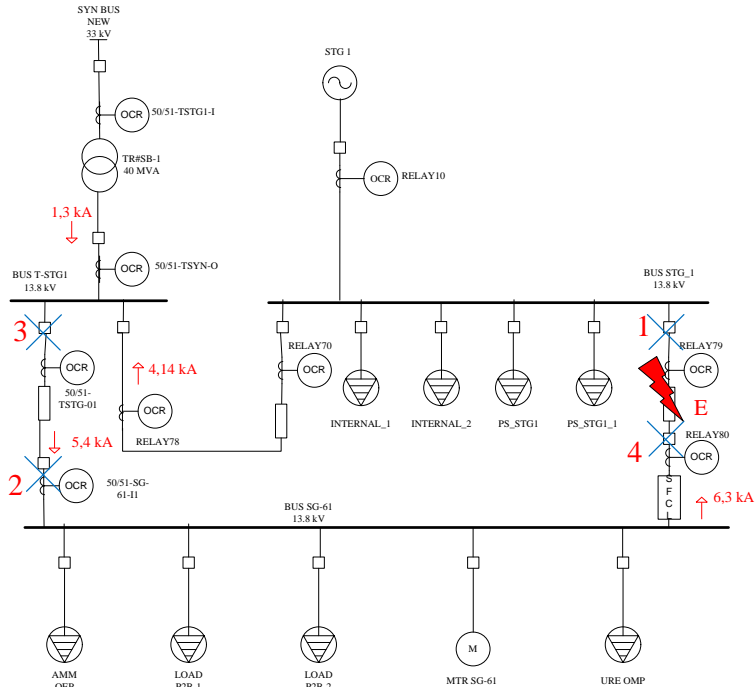 SYN BUS
NEW
33 kV
OCR
50/51-TSTG1-I
TR#SB-1
40 MVA
1,3 kA
OCR
50/51-TSYN-O
STG 1
OCR
RELAY10
BUS T-STG1
13.8 kV
BUS STG_1
13.8 kV
3
OCR
50/51-
TSTG-01
4,14 kA
OCR
RELAY78
RELAY70
OCR
INTERNAL_1
INTERNAL_2
PS_STG1
PS_STG1_1
1
RELAY79
OCR
E
4
RELAY80
OCR
S
F
C
L
6,3 kA
5,4 kA
2
OCR
50/51-SG-
61-I1
BUS SG-61
13.8 kV
AMM
LOAD
LOAD
M
MTR SG-61
URE OMP